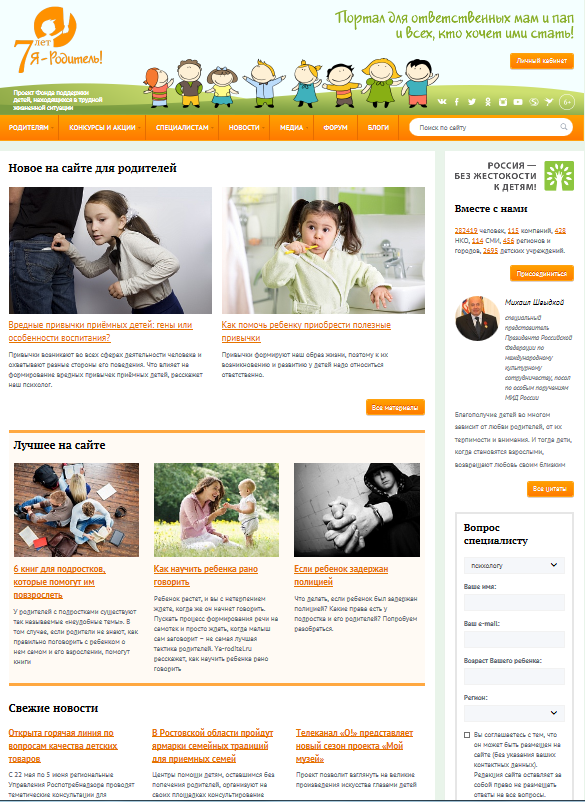 Портал для ответственных мам и пап
и всех, кто хочет ими стать!
7 лет
Я-Родитель!
Личный кабинет
Проект Фонда поддержки
детей, находящихся в трудной
жизненной ситуации
6+
РОДИТЕЛЯМ
КОНКУРСЫ И АКЦИИ
СПЕЦИАЛИСТАМ
НОВОСТИ
МЕДИА
ФОРУМ
БЛОГИ
Поиск по сайту
Новое на сайте для родителей
Вредные привычки приёмных детей: гены или
особенности воспитания?
Привычки возникают во всех сферах деятельности человека и
охватывают разные стороны его поведения. Что влияет на
формирование вредных привычек приёмных детей, расскажет
наш психолог.
Как помочь ребенку приобрести полезные
привычки
Привычки формируют наш образ жизни, поэтому к их
возникновению и развитию у детей надо относиться
ответственно.
Все материалы
Лучшее на сайте
6 книг для подростков,
которые помогут им
повзрослеть
У родителей с подростками существуют
так называемые «неудобные темы». В
том случае, если родители не знают, как
правильно поговорить с ребенком о
нем самом и его взрослении, помогут
книги
Как научить ребенка рано
говорить
Ребенок растет, и вы с нетерпением
ждете, когда же он начнет говорить.
Пускать процесс формирования речи на
самотек и просто ждать, когда малыш
сам заговорит – не самая лучшая
тактика родителей. Ya-roditel.ru
расскажет, как научить ребенка рано
говорить
Если ребенок задержан
полицией
Что делать, если ребенок был задержан
полицией? Какие права есть у
подростка и его родителей? Попробуем
разобраться.
Свежие новости
Открыта горячая линия по
вопросам качества детских
товаров
С 22 мая по 5 июня региональные
Управления Роспотребнадзора проводят
тематические консультации для
В Ростовской области пройдут
ярмарки семейных традиций
для приемных семей
Центры помощи детям, оставшимся без
попечения родителей, организуют на
своих площадках консультирование
Телеканал «О!» представляет
новый сезон проекта «Мой
музей»
Проект позволит взглянуть на великие
произведения искусства глазами детей
РОССИЯ —
БЕЗ ЖЕСТОКОСТИ
К ДЕТЯМ!
Вместе с нами
282419 человек, 115 компаний, 428
НКО, 114 СМИ, 456 регионов и
городов, 2695 детских учреждений.
Присоединиться
Михаил Швыдкой
специальный
представитель
Президента Российской
Федерации по
международному
культурному
сотрудничеству, посол
по особым поручениям
МИД России
Благополучие детей во многом
зависит от любви родителей, от их
терпимости и внимания. И тогда дети,
когда становятся взрослыми,
возвращают любовь своим близким
Все цитаты
Вопрос
специалисту
психологу
Ваше имя:
Ваш e-mail:
Возраст Вашего ребенка:
Регион:
Вы соглашаетесь с тем, что
он может быть размещен на
сайте (без указания ваших
контактных данных).
Редакция сайта оставляет за
собой право не размещать
ответы на все вопросы.